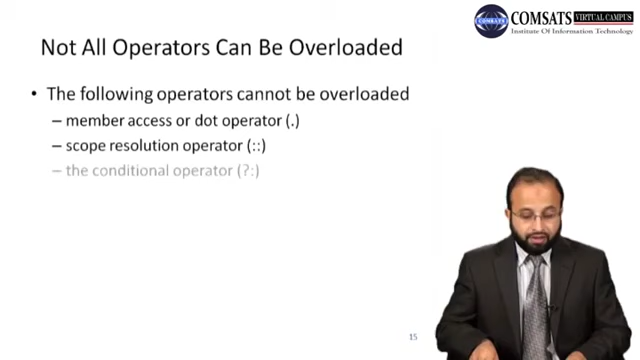 COMSATS
COMSATS VIRTUAL CAMPUS
Institute Of Information Technology
Not All Operators Can Be Overloaded
• The following operators cannot be overloaded
– member access or dot operator (.)
– scope resolution operator (::)
– the conditional operator (?:)
15